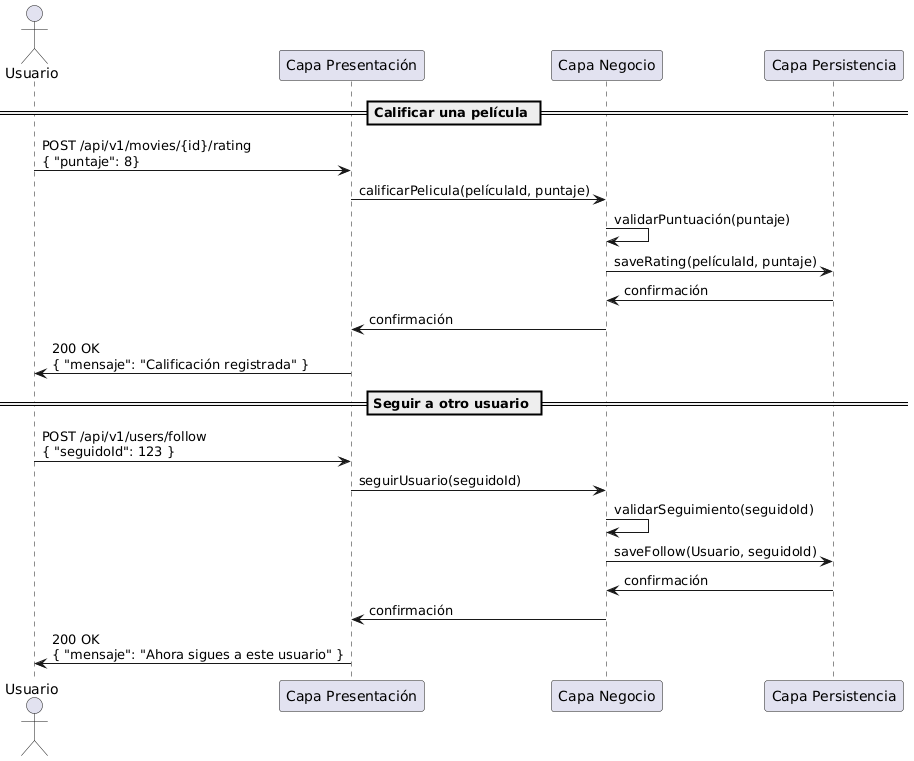 Usuario
Capa Presentación
Capa Negocio
Capa Persistencia
Calificar una película
POST /api/v1/movies/{id}/rating
{ "puntaje": 8}
calificarPelicula(películaId, puntaje)
validarPuntuación(puntaje)
saveRating(películaId, puntaje)
confirmación
confirmación
200 OK
{ "mensaje": "Calificación registrada" }
Seguir a otro usuario
POST /api/v1/users/follow
{ "seguidoId": 123 }
seguirUsuario(seguidoId)
validarSeguimiento(seguidoId)
saveFollow(Usuario, seguidoId)
confirmación
confirmación
200 OK
{ "mensaje": "Ahora sigues a este usuario" }
Usuario
Capa Presentación
Capa Negocio
Capa Persistencia